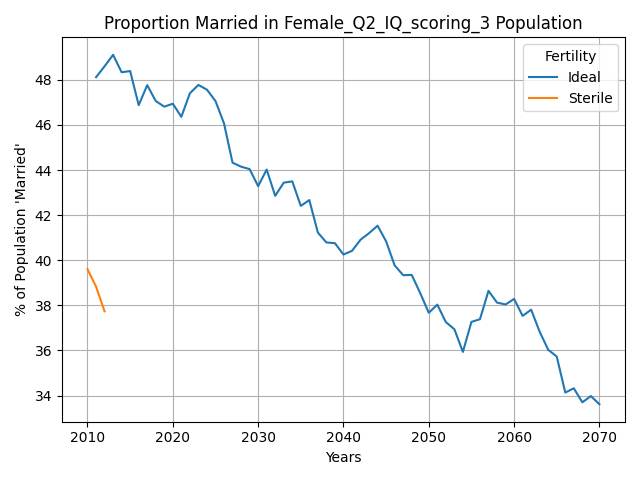 Proportion Married in Female_Q2_IQ_scoring_3 Population
Fertility
Ideal
Sterile
% of Population 'Married'
48
46
44
42
40
38
36
34
2010 2020 2030 2040 2050 2060 2070
Years